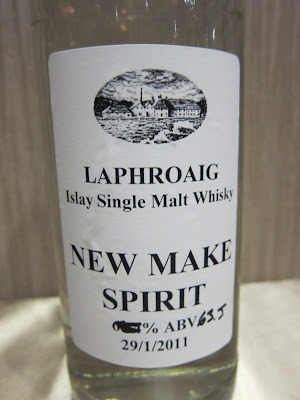 LAPHROAIG
Islay Single Malt Whisky
NEW MAKE
SPIRIT
% ABV 63.5
29/1/2011